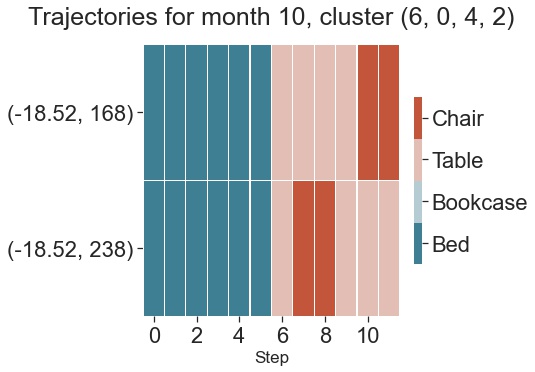 Trajectories for month 10, cluster (6, 0, 4, 2)
(-18.52, 168)
(-18.52, 238)
0 2 4 6 8 10
Step
Chair
Table
Bookcase
Bed